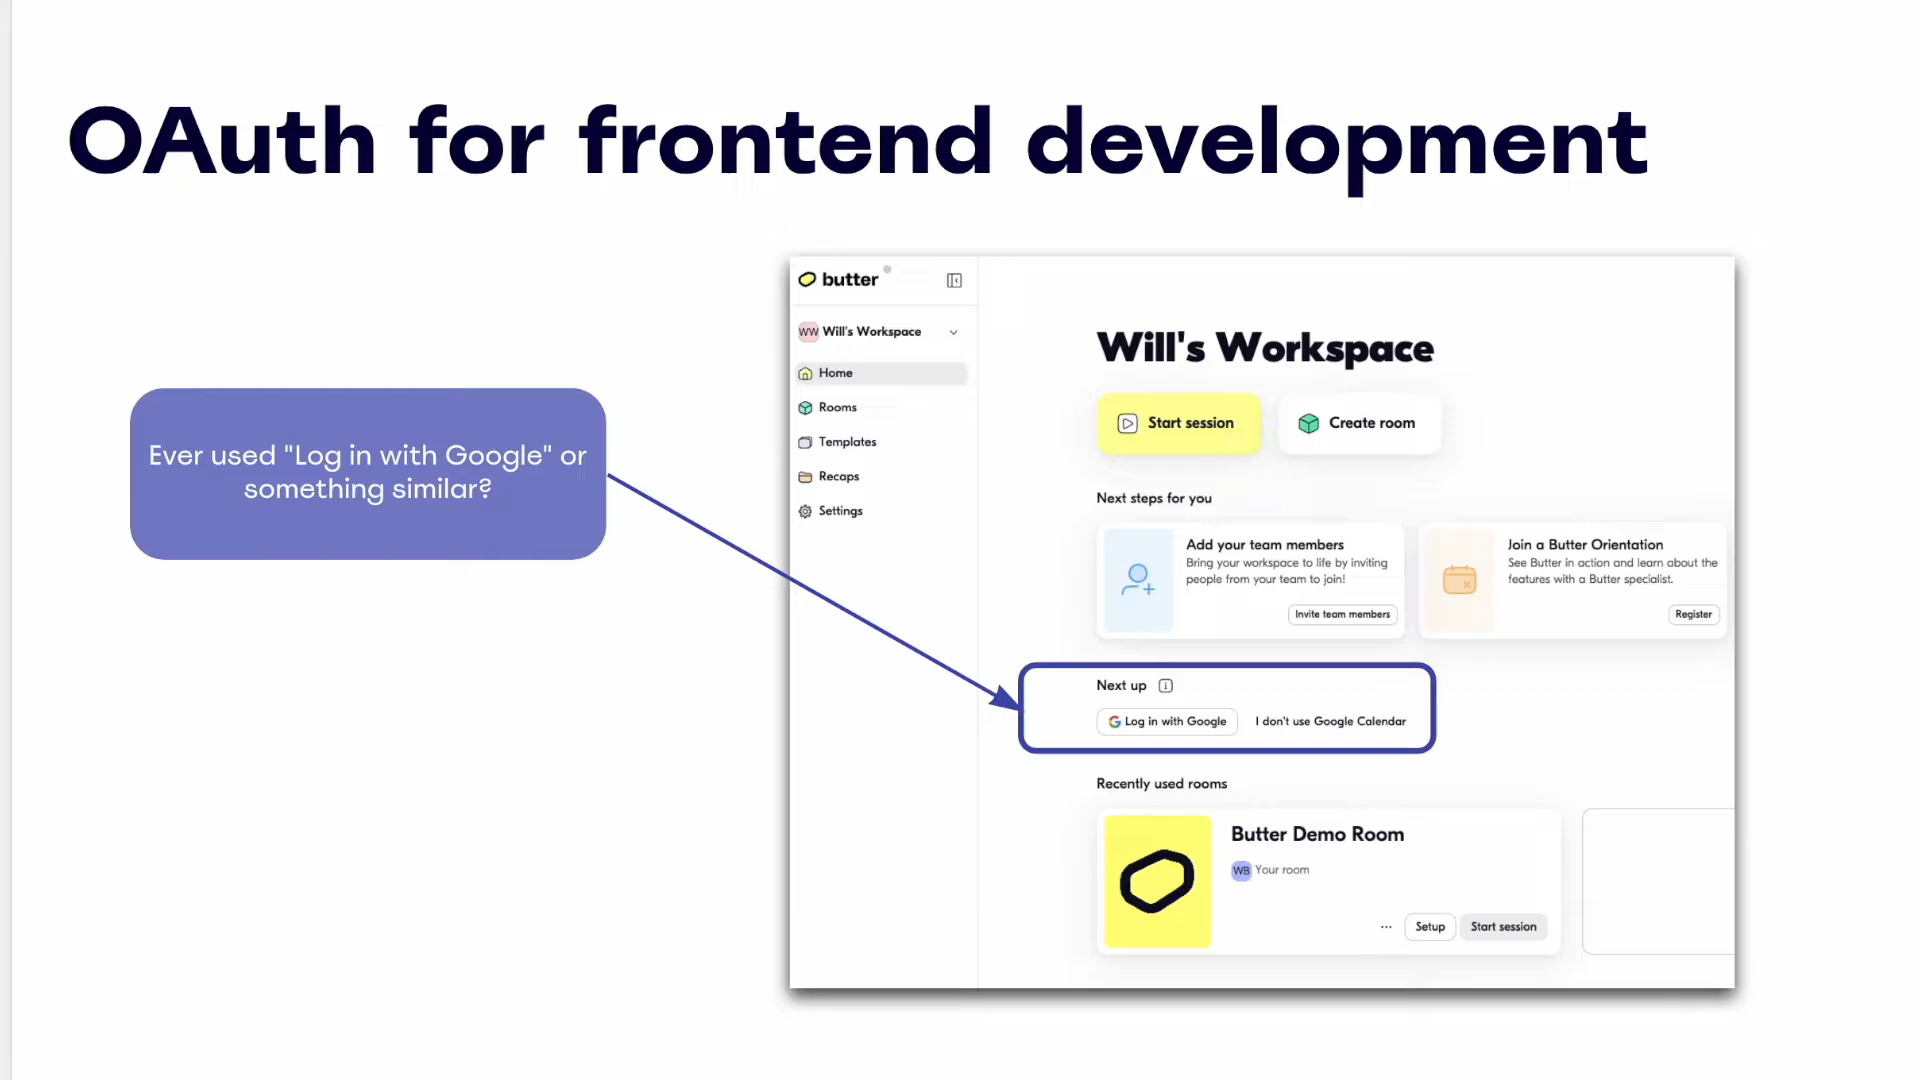 OAuth for frontend development
Ever used "Log in with Google" or
something similar?
butter
WW Will's Workspace
Home
Rooms
Templates
Recaps
Settings
Will's Workspace
Start session
Create room
Next steps for you
Add your team members
Bring your workspace to life by inviting
people from your team to join!
Invite team members
Join a Butter Orientation
See Butter in action and learn about the
features with a Butter specialist.
Register
Next up
Log in with Google
I don't use Google Calendar
Recently used rooms
Butter Demo Room
WB Your room
...
Setup
Start session